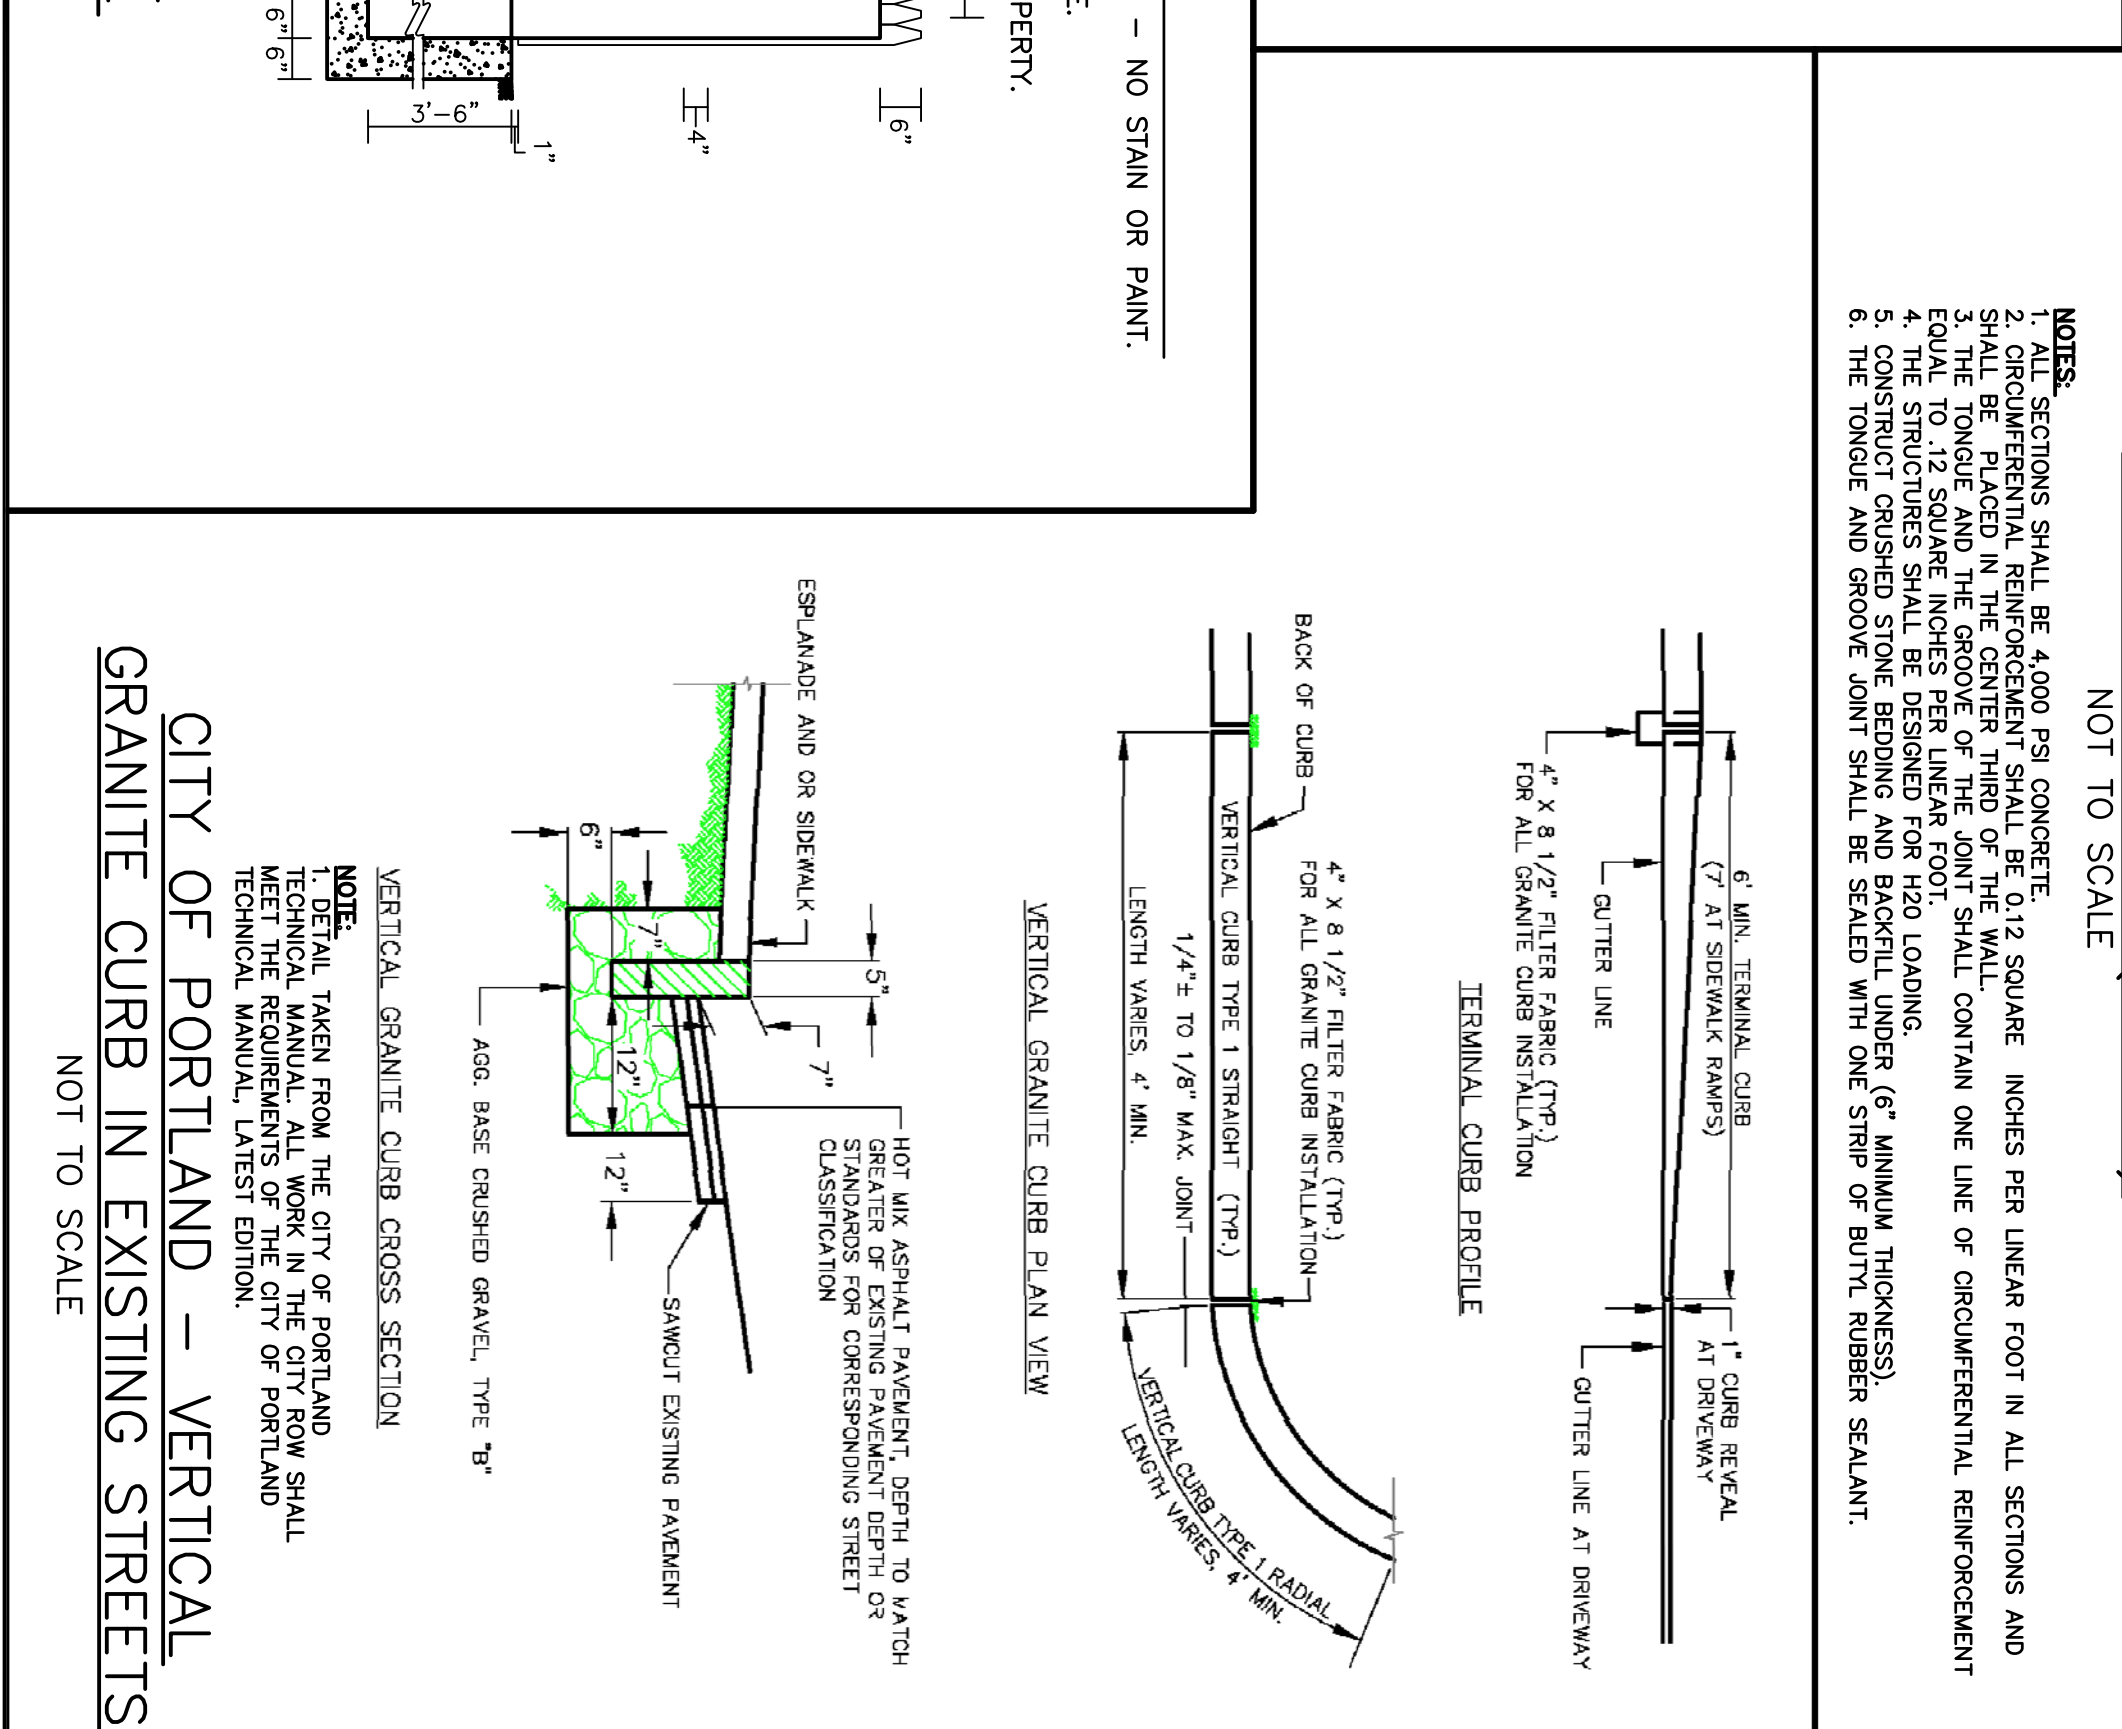 NOT TO SCALE
NOTES:
1. ALL SECTIONS SHALL BE 4,000 PSI CONCRETE.
2. CIRCUMFERENTIAL REINFORCEMENT SHALL BE 0.12 SQUARE INCHES PER LINEAR FOOT IN ALL SECTIONS AND
SHALL BE PLACED IN THE CENTER THIRD OF THE WALL.
3. THE TONGUE AND THE GROOVE OF THE JOINT SHALL CONTAIN ONE LINE OF CIRCUMFERENTIAL REINFORCEMENT
EQUAL TO .12 SQUARE INCHES PER LINEAR FOOT.
4. THE STRUCTURES SHALL BE DESIGNED FOR H20 LOADING.
5. CONSTRUCT CRUSHED STONE BEDDING AND BACKFILL UNDER (6" MINIMUM THICKNESS).
6. THE TONGUE AND GROOVE JOINT SHALL BE SEALED WITH ONE STRIP OF BUTYL RUBBER SEALANT.
6' MIN. TERMINAL CURB
(7' AT SIDEWALK RAMPS)
1" CURB REVEAL
AT DRIVEWAY
GUTTER LINE
GUTTER LINE AT DRIVEWAY
4" X 8 1/2" FILTER FABRIC (TYP.)
FOR ALL GRANITE CURB INSTALLATION
TERMINAL CURB PROFILE
BACK OF CURB
4" X 8 1/2" FILTER FABRIC (TYP.)
FOR ALL GRANITE CURB INSTALLATION
VERTICAL CURB TYPE 1 STRAIGHT (TYP.)
1/4"± TO 1/8" MAX. JOINT
LENGTH VARIES, 4' MIN.
VERTICAL CURB TYPE 1 RADIAL
LENGTH VARIES, 4' MIN.
VERTICAL GRANITE CURB PLAN VIEW
ESPLANADE AND OR SIDEWALK
5"
7"
HOT MIX ASPHALT PAVEMENT, DEPTH TO MATCH
GREATER OF EXISTING PAVEMENT DEPTH OR
STANDARDS FOR CORRESPONDING STREET
CLASSIFICATION
7"
6"
12"
12"
SAWCUT EXISTING PAVEMENT
AGG. BASE CRUSHED GRAVEL, TYPE "B"
VERTICAL GRANITE CURB CROSS SECTION
NOTE:
1. DETAIL TAKEN FROM THE CITY OF PORTLAND
TECHNICAL MANUAL. ALL WORK IN THE CITY ROW SHALL
MEET THE REQUIREMENTS OF THE CITY OF PORTLAND
TECHNICAL MANUAL, LATEST EDITION.
CITY OF PORTLAND - VERTICAL
GRANITE CURB IN EXISTING STREETS
NOT TO SCALE
- NO STAIN OR PAINT.
E.
PERTY.
6"
4"
1"
3'-6"
6"
6"